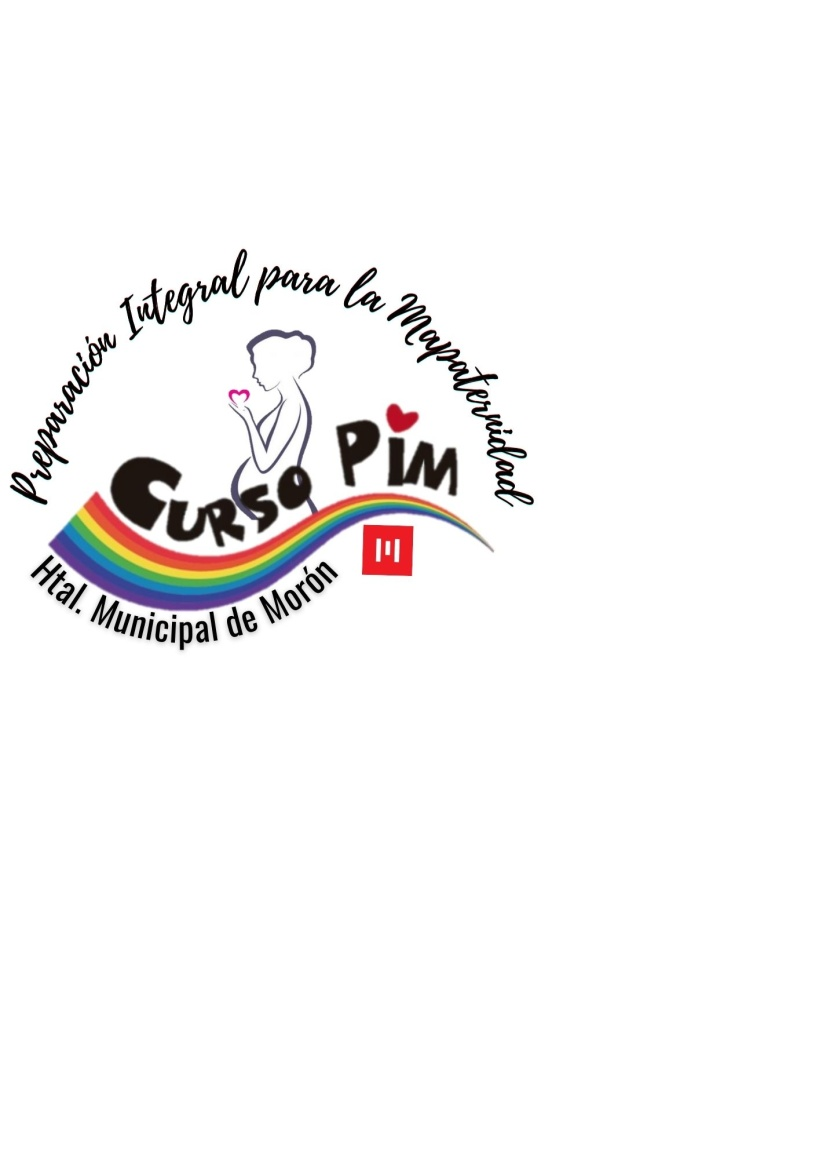 Preparación Integral para la Mapaternidad
CURSO PIM
Htal. Municipal de Morón